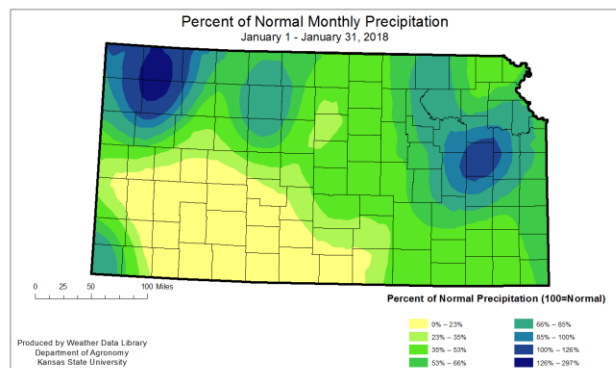 Percent of Normal Monthly Precipitation
January 1 - January 31, 2018
0 25 50 100 Miles
Percent of Normal Precipitation (100=Normal)
0% - 23%
23% - 35%
35% - 53%
53% - 66%
66% - 85%
85% - 100%
100% - 126%
126% - 297%
Produced by Weather Data Library
Department of Agronomy
Kansas State University